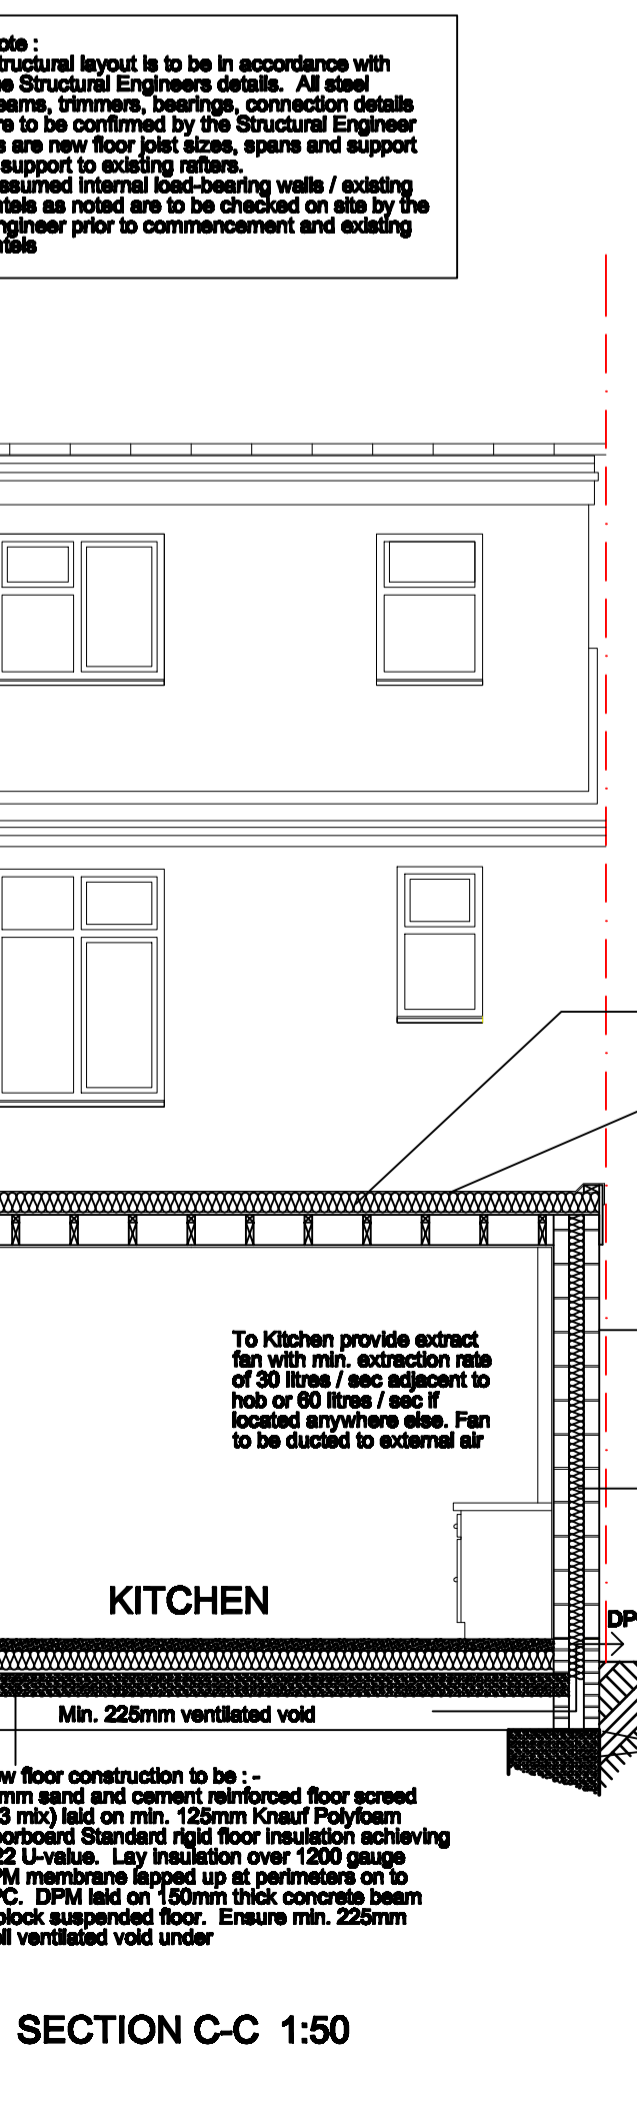 ote :
tructural layout is to be in accordance with
e Structural Engineers details. All steel
eams, trimmers, bearings, connection details
re to be confirmed by the Structural Engineer
s are new floor joist sizes, spans and support
support to existing rafters.
ssumed internal load-bearing walls / existing
ntels as noted are to be checked on site by the
ngineer prior to commencement and existing
ntels
To Kitchen provide extract
fan with min. extraction rate
of 30 litres / sec adjacent to
hob or 60 litres / sec if
located anywhere else. Fan
to be ducted to external air
KITCHEN
DP
Min. 225mm ventilated void
w floor construction to be : -
mm sand and cement reinforced floor screed
3 mix) laid on min. 125mm Knauf Polyfoam
oorboard Standard rigid floor insulation achieving
22 U-value. Lay insulation over 1200 gauge
PM membrane lapped up at perimeters on to
PC. DPM laid on 150mm thick concrete beam
block suspended floor. Ensure min. 225mm
ll ventilated void under
SECTION C-C 1:50